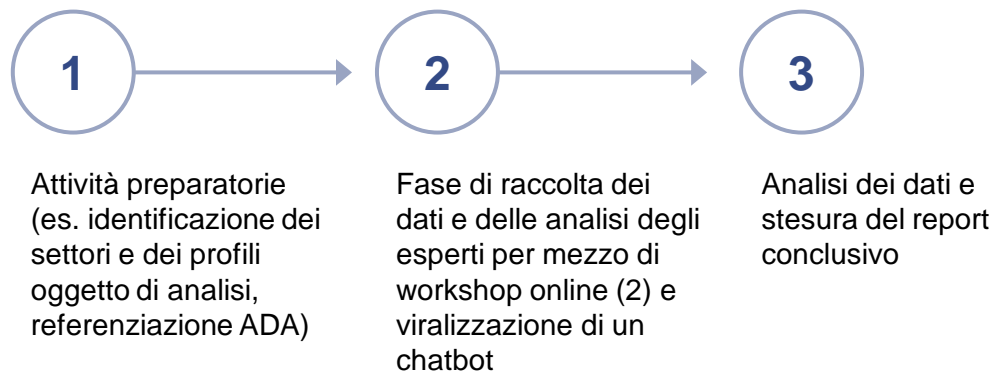 1
2
3
Attività preparatorie
(es. identificazione dei
settori e dei profili
oggetto di analisi,
referenziazione ADA)
Fase di raccolta dei
dati e delle analisi degli
esperti per mezzo di
workshop online (2) e
viralizzazione di un
chatbot
Analisi dei dati e
stesura del report
conclusivo